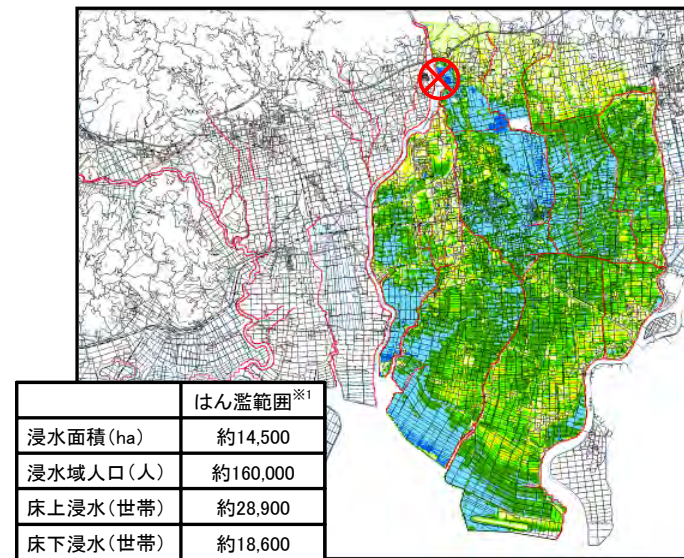 はん濫範囲※1
浸水面積(ha) 約14,500
浸水域人口(人) 約160,000
床上浸水(世帯) 約28,900
床下浸水(世帯) 約18,600